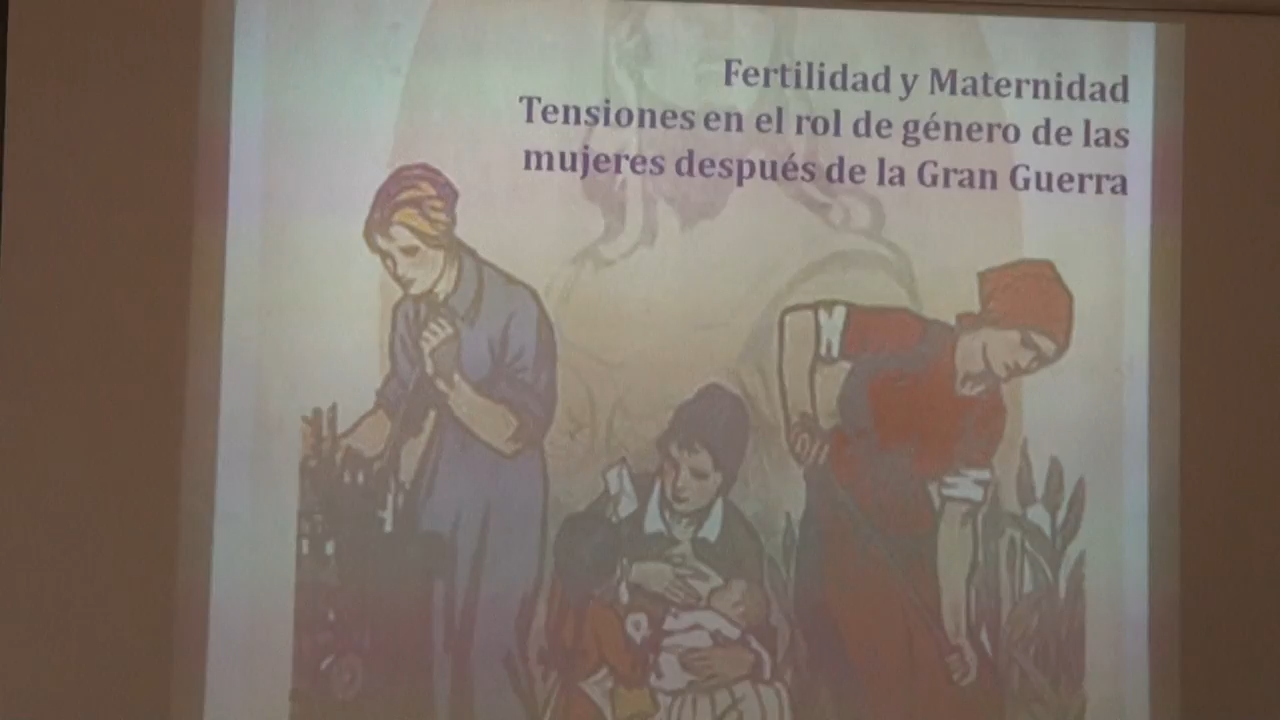 Fertilidad y Maternidad
Tensiones en el rol de género de las
mujeres después de la Gran Guerra